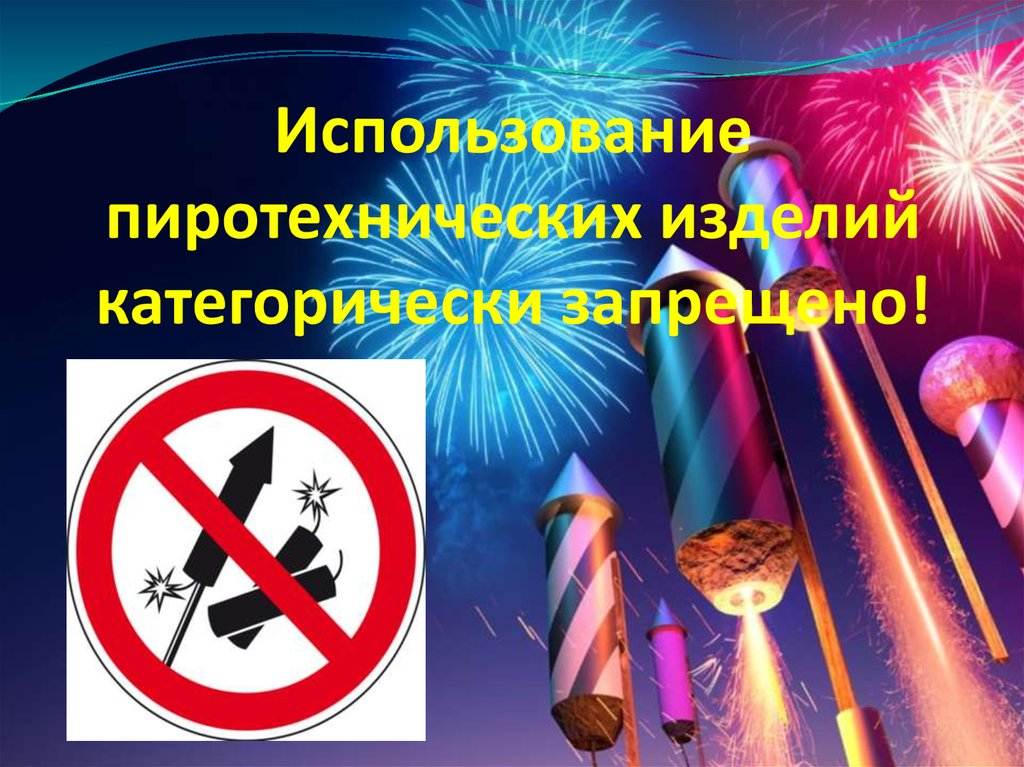 Использование
пиротехнических изделий
категорически запрещено!